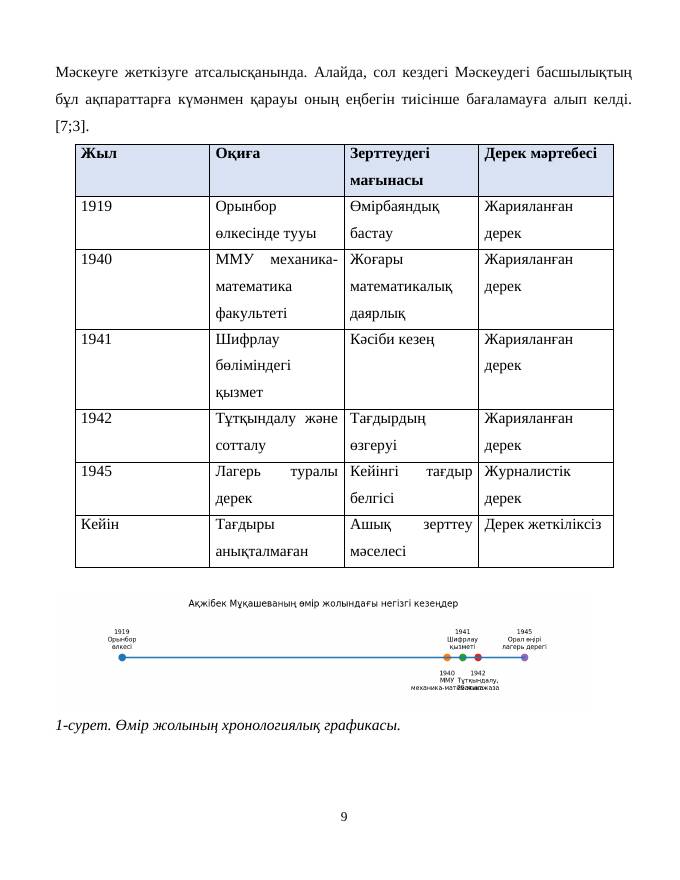 Мәскеуге жеткізуге атсалысқанында. Алайда, сол кездегі Мәскеудегі басшылықтың
бұл ақпараттарға күмәнмен қарауы оның еңбегін тиісінше бағаламауға алып келді.
[7;3].
Жыл Оқиға Зерттеудегі Дерек мәртебесі
мағынасы
1919 Орынбор Өмірбаяндық Жарияланған
өлкесінде тууы бастау дерек
1940 ММУ механика- Жоғары Жарияланған
математика математикалық дерек
факультеті даярлық
1941 Шифрлау Кәсіби кезең Жарияланған
бөліміндегі дерек
қызмет
1942 Тұтқындалу және Тағдырдың Жарияланған
сотталу өзгеруі дерек
1945 Лагерь туралы Кейінгі тағдыр Журналистік
дерек белгісі дерек
Кейін Тағдыры Ашық зерттеу Дерек жеткіліксіз
анықталмаған мәселесі
Ақжібек Мұқашеваның өмір жолындағы негізгі кезеңдер
1919
Орынбор
өлкесі
1941
Шифрлау
қызметі
1945
Орал өңірі
лагерь дерегі
1940
ММУ
1942
Тұтқындалу,
1-сурет. Өмір жолының хронологиялық графикасы.
9